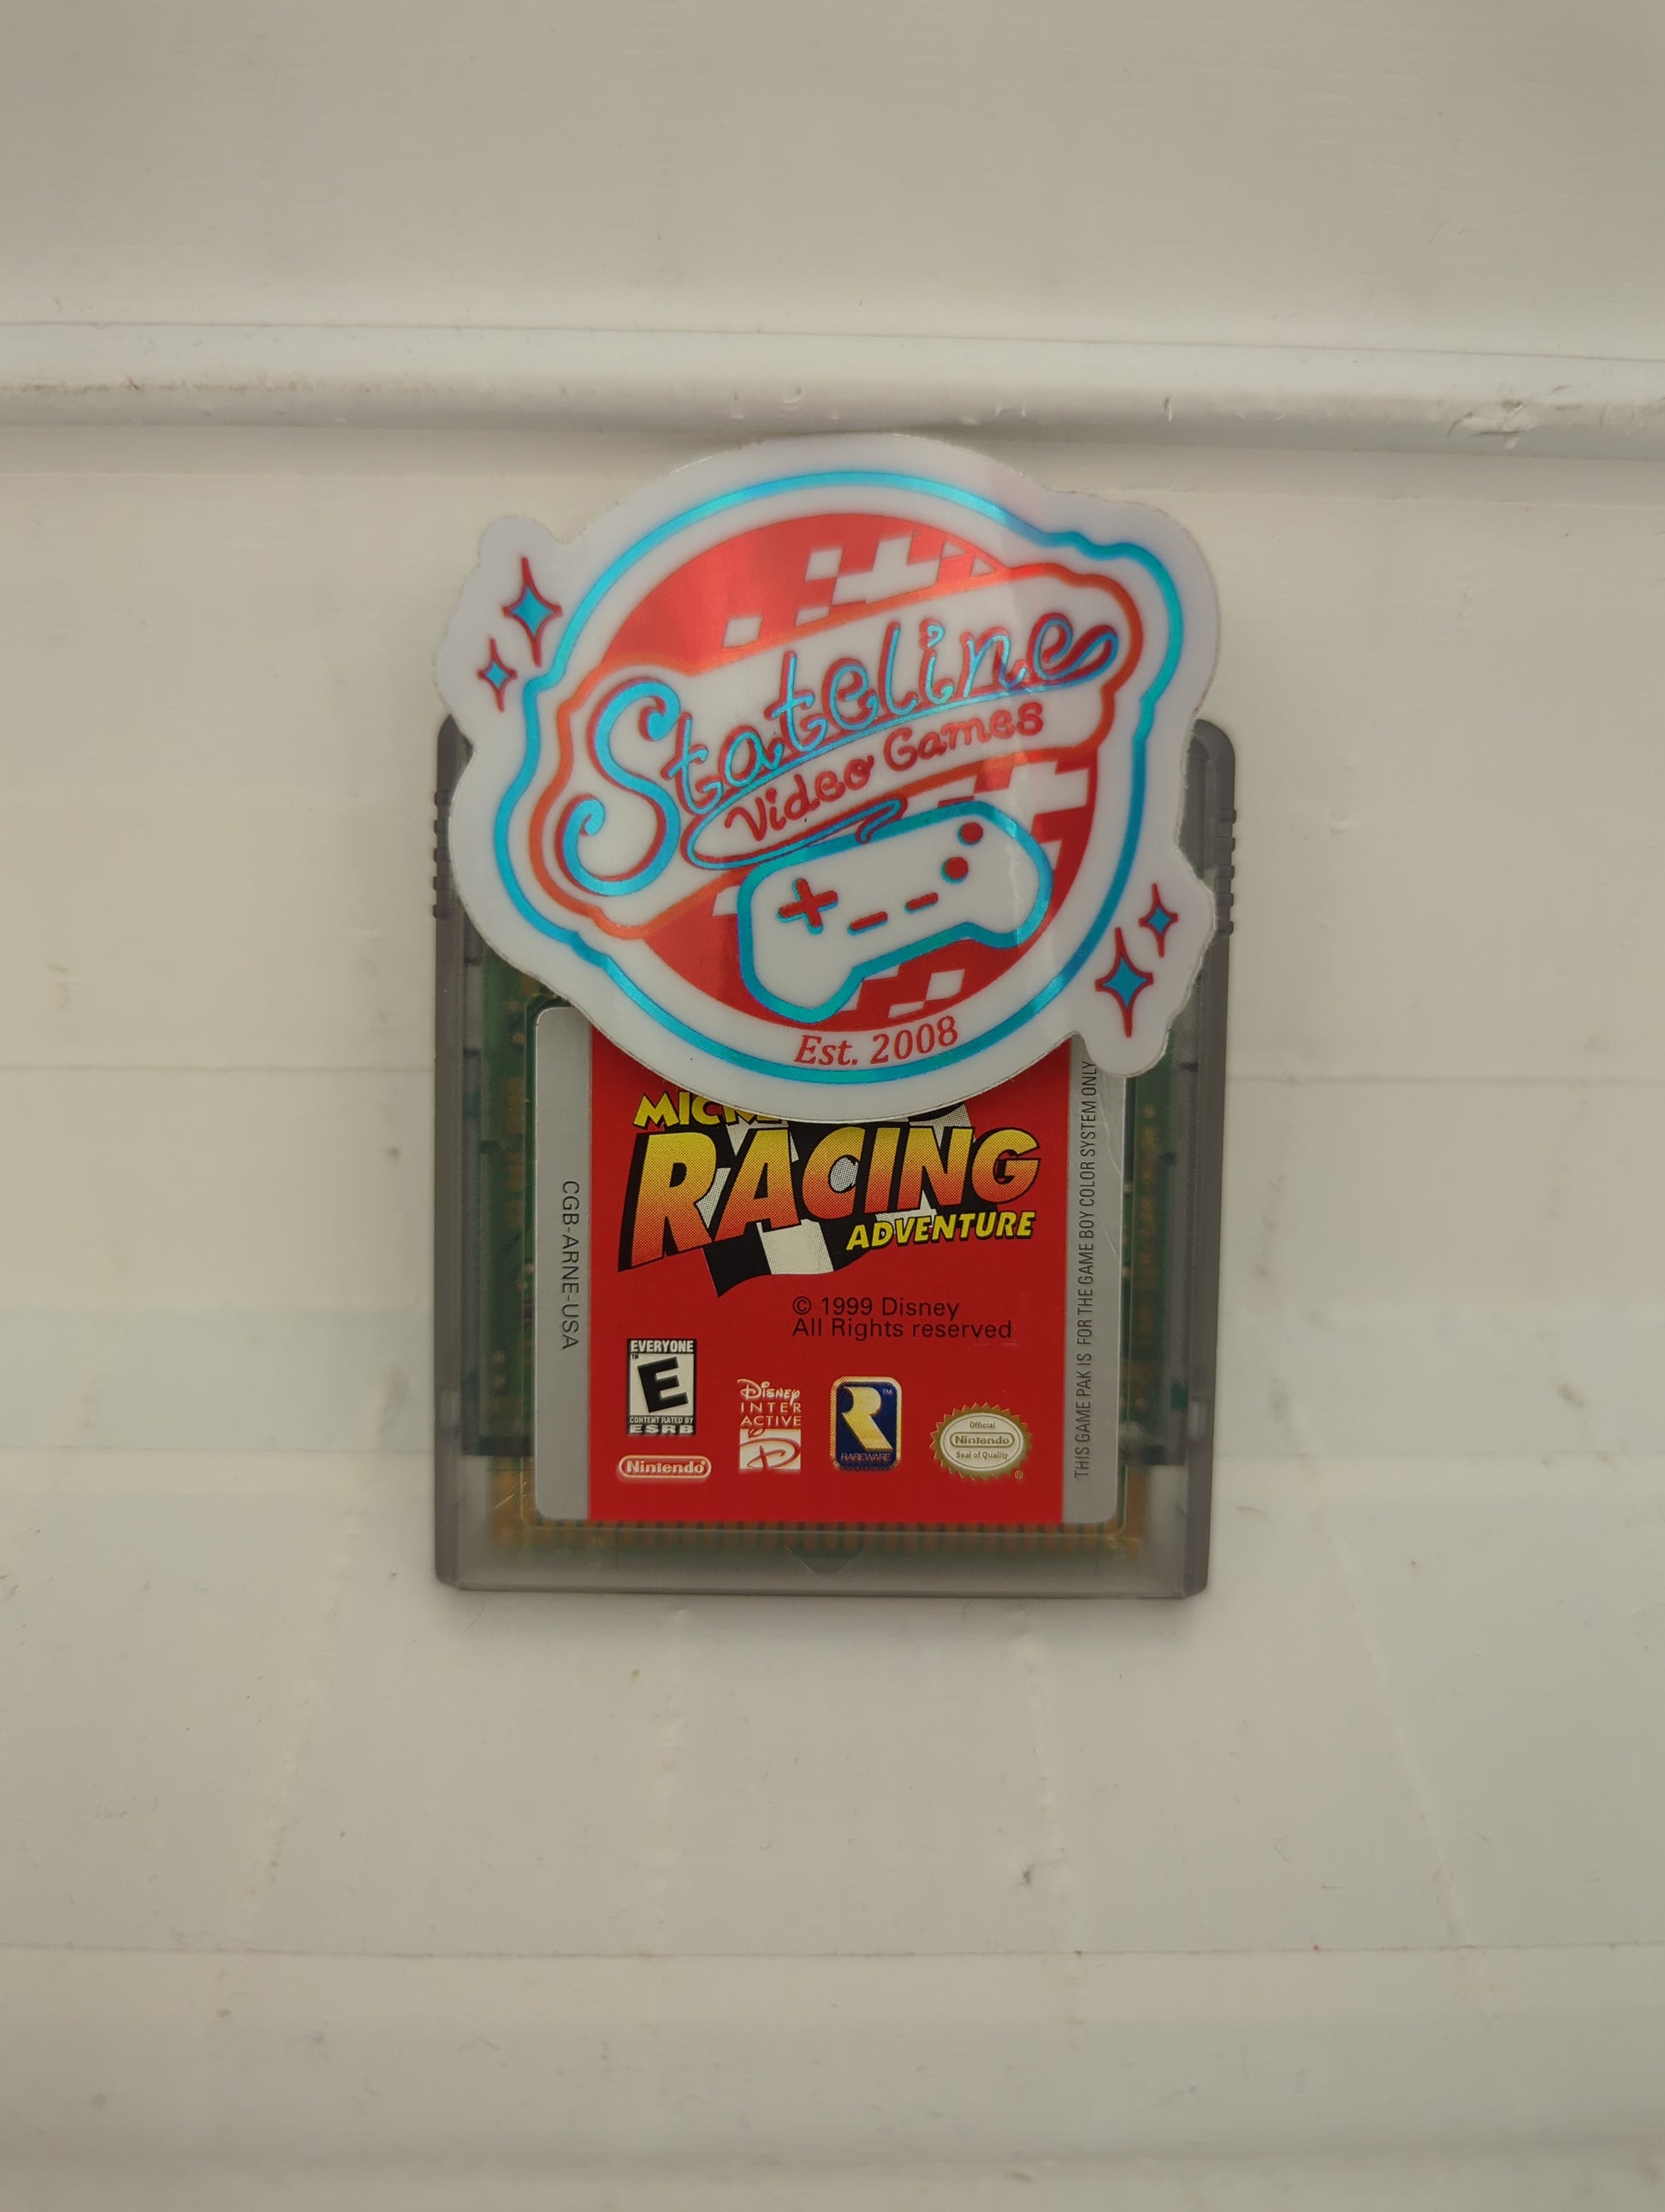 Stateline
Video Games
Est. 2008
RACING
ADVENTURE
© 1999 Disney
All Rights reserved
CGB-ARNE-USA
THIS GAME PAK IS FOR THE GAME BOY COLOR SYSTEM ONLY
EVERYONE
E
CONTENT RATED BY
ESRB
Nintendo®
Disney
INTER
ACTIVE
D
R™
RAREWARE
Official
Nintendo
Seal of Quality